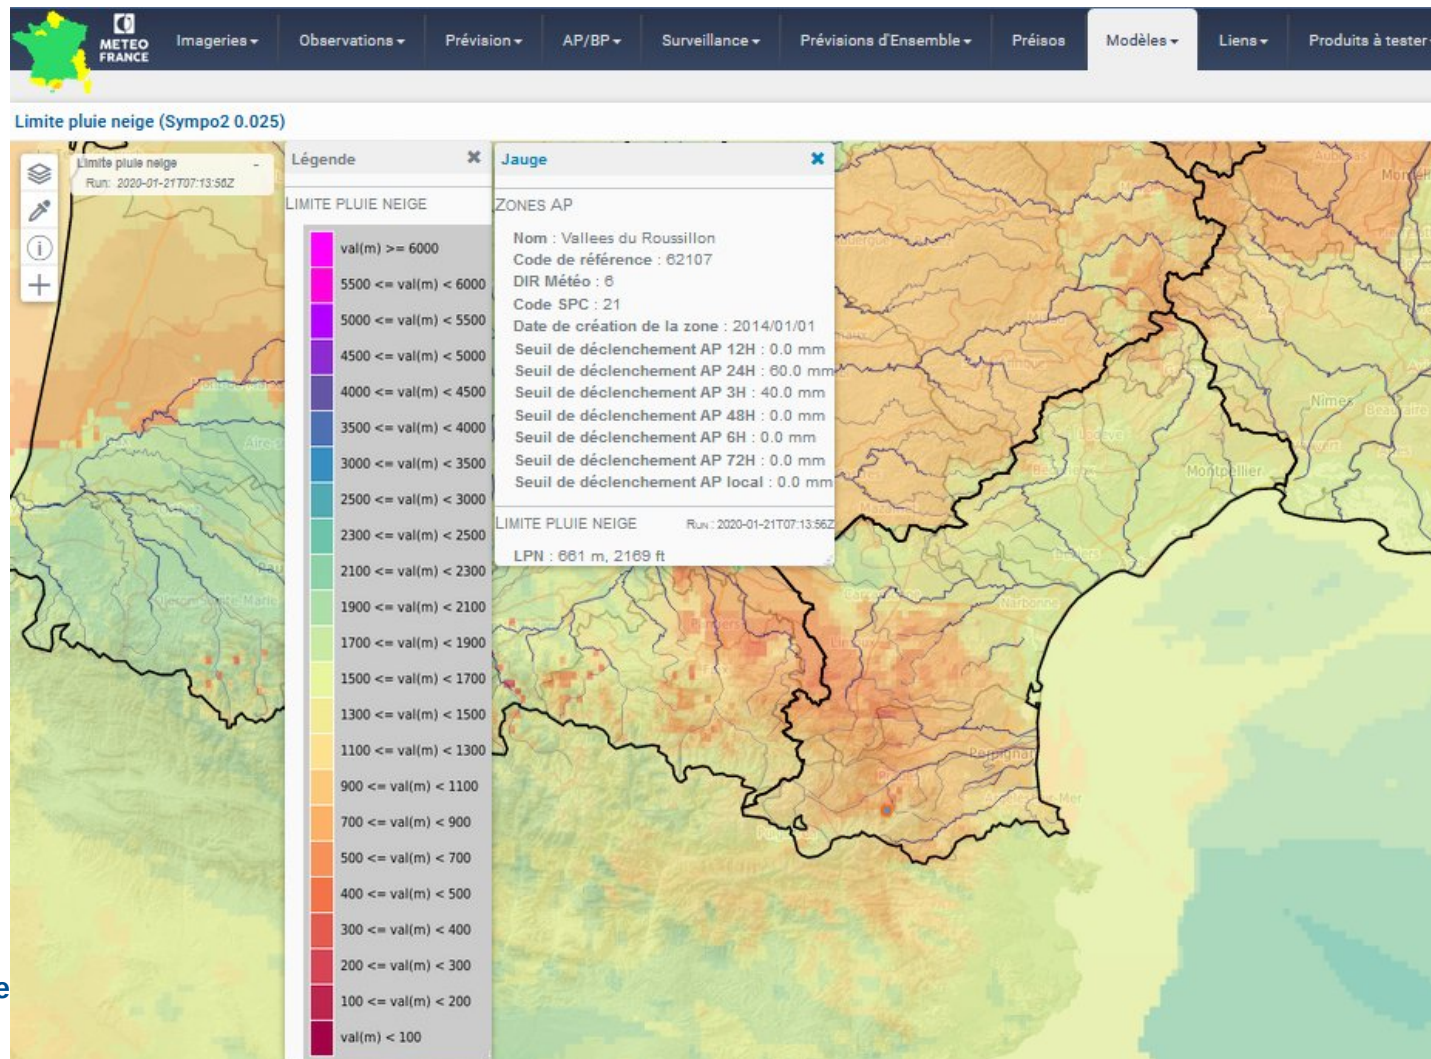 METEO
FRANCE
Imageries
Observations
Prévision
AP/BP
Surveillance
Prévisions d'Ensemble
Préisos
Modèles
Liens
Produits à tester
Limite pluie neige (Sympo2 0.025)
Limite pluie neige -
Run: 2020-01-21T07:13:56Z
Légende
LIMITE PLUIE NEIGE
val(m) >= 6000
5500 <= val(m) < 6000
5000 <= val(m) < 5500
4500 <= val(m) < 5000
4000 <= val(m) < 4500
3500 <= val(m) < 4000
3000 <= val(m) < 3500
2500 <= val(m) < 3000
2300 <= val(m) < 2500
2100 <= val(m) < 2300
1900 <= val(m) < 2100
1700 <= val(m) < 1900
1500 <= val(m) < 1700
1300 <= val(m) < 1500
1100 <= val(m) < 1300
900 <= val(m) < 1100
700 <= val(m) < 900
500 <= val(m) < 700
400 <= val(m) < 500
300 <= val(m) < 400
200 <= val(m) < 300
100 <= val(m) < 200
val(m) < 100
Jauge
ZONES AP
Nom : Vallees du Roussillon
Code de référence : 62107
DIR Météo : 6
Code SPC : 21
Date de création de la zone : 2014/01/01
Seuil de déclenchement AP 12H : 0.0 mm
Seuil de déclenchement AP 24H : 60.0 mm
Seuil de déclenchement AP 3H : 40.0 mm
Seuil de déclenchement AP 48H : 0.0 mm
Seuil de déclenchement AP 6H : 0.0 mm
Seuil de déclenchement AP 72H : 0.0 mm
Seuil de déclenchement AP local : 0.0 mm
LIMITE PLUIE NEIGE
RUN : 2020-01-21T07:13:56Z
LPN : 661 m, 2169 ft
Aubenas
Nîmes
Lodève
Montpellier
Béziers
Narbonne
Carcassonne
Pamiers
Limoux
Perpignan
Prades
Mazamet
e